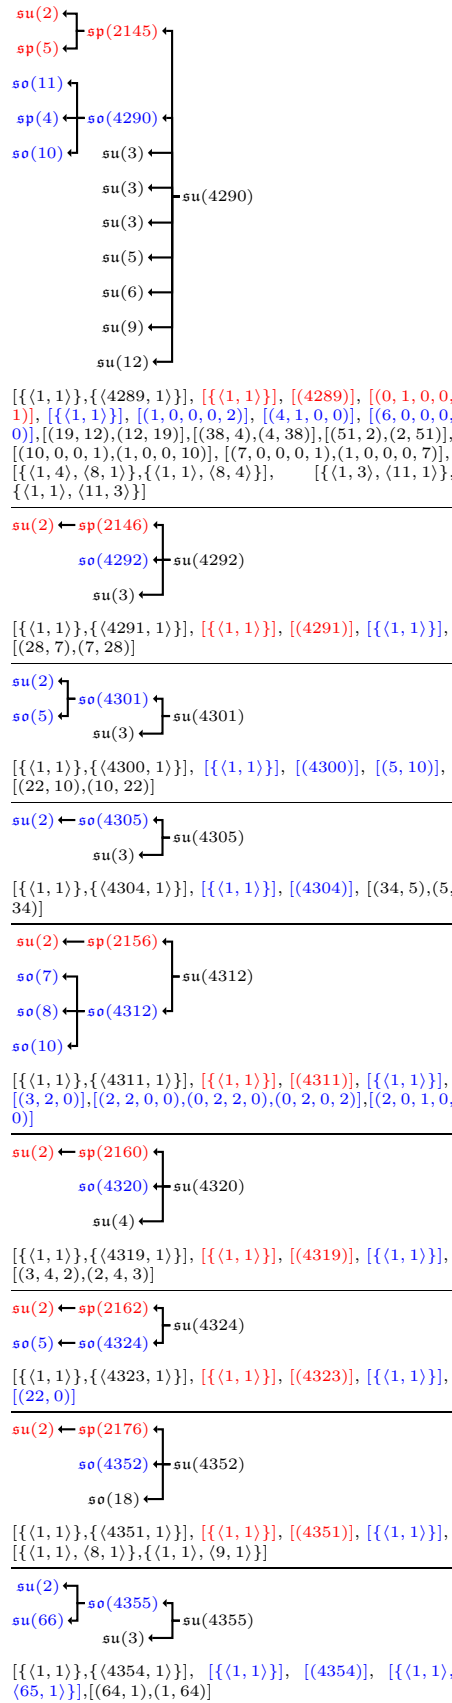 𝔰𝔲(2)
𝔰𝔭(2145)
𝔰𝔭(5)
𝔰𝔬(11)
𝔰𝔭(4)
𝔰𝔬(4290)
𝔰𝔬(10)
𝔰𝔲(3)
𝔰𝔲(3)
𝔰𝔲(4290)
𝔰𝔲(3)
𝔰𝔲(5)
𝔰𝔲(6)
𝔰𝔲(9)
𝔰𝔲(12)
[{⟨1, 1⟩},{⟨4289, 1⟩}], [{⟨1, 1⟩}], [(4289)], [(0, 1, 0, 0,
1)], [{⟨1, 1⟩}], [(1, 0, 0, 0, 2)], [(4, 1, 0, 0)], [(6, 0, 0, 0,
0)],[(19, 12),(12, 19)],[(38, 4),(4, 38)],[(51, 2),(2, 51)],
[(10, 0, 0, 1),(1, 0, 0, 10)], [(7, 0, 0, 0, 1),(1, 0, 0, 0, 7)],
[{⟨1, 4⟩, ⟨8, 1⟩},{⟨1, 1⟩, ⟨8, 4⟩}], [{⟨1, 3⟩, ⟨11, 1⟩},
{⟨1, 1⟩, ⟨11, 3⟩}]
𝔰𝔲(2) 𝔰𝔭(2146)
𝔰𝔬(4292) 𝔰𝔲(4292)
𝔰𝔲(3)
[{⟨1, 1⟩},{⟨4291, 1⟩}], [{⟨1, 1⟩}], [(4291)], [{⟨1, 1⟩}],
[(28, 7),(7, 28)]
𝔰𝔲(2)
𝔰𝔬(4301)
𝔰𝔬(5)
𝔰𝔲(4301)
𝔰𝔲(3)
[{⟨1, 1⟩},{⟨4300, 1⟩}], [{⟨1, 1⟩}], [(4300)], [(5, 10)],
[(22, 10),(10, 22)]
𝔰𝔲(2) 𝔰𝔬(4305)
𝔰𝔲(4305)
𝔰𝔲(3)
[{⟨1, 1⟩},{⟨4304, 1⟩}], [{⟨1, 1⟩}], [(4304)], [(34, 5),(5,
34)]
𝔰𝔲(2) 𝔰𝔭(2156)
𝔰𝔬(7) 𝔰𝔲(4312)
𝔰𝔬(8) 𝔰𝔬(4312)
𝔰𝔬(10)
[{⟨1, 1⟩},{⟨4311, 1⟩}], [{⟨1, 1⟩}], [(4311)], [{⟨1, 1⟩}],
[(3, 2, 0)],[(2, 2, 0, 0),(0, 2, 2, 0),(0, 2, 0, 2)],[(2, 0, 1, 0,
0)]
𝔰𝔲(2) 𝔰𝔭(2160)
𝔰𝔬(4320) 𝔰𝔲(4320)
𝔰𝔲(4)
[{⟨1, 1⟩},{⟨4319, 1⟩}], [{⟨1, 1⟩}], [(4319)], [{⟨1, 1⟩}],
[(3, 4, 2),(2, 4, 3)]
𝔰𝔲(2) 𝔰𝔭(2162)
𝔰𝔲(4324)
𝔰𝔬(5) 𝔰𝔬(4324)
[{⟨1, 1⟩},{⟨4323, 1⟩}], [{⟨1, 1⟩}], [(4323)], [{⟨1, 1⟩}],
[(22, 0)]
𝔰𝔲(2) 𝔰𝔭(2176)
𝔰𝔬(4352) 𝔰𝔲(4352)
𝔰𝔬(18)
[{⟨1, 1⟩},{⟨4351, 1⟩}], [{⟨1, 1⟩}], [(4351)], [{⟨1, 1⟩}],
[{⟨1, 1⟩, ⟨8, 1⟩},{⟨1, 1⟩, ⟨9, 1⟩}]
𝔰𝔲(2)
𝔰𝔬(4355)
𝔰𝔲(66)
𝔰𝔲(4355)
𝔰𝔲(3)
[{⟨1, 1⟩},{⟨4354, 1⟩}], [{⟨1, 1⟩}], [(4354)], [{⟨1, 1⟩,
⟨65, 1⟩}],[(64, 1),(1, 64)]